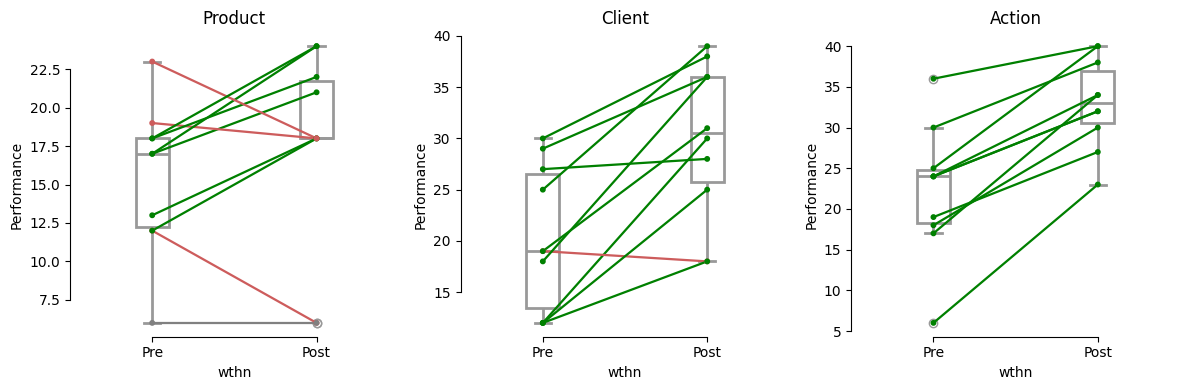 Product
Performance
22.5
20.0
17.5
15.0
12.5
10.0
7.5
Pre
Post
wthn
Client
Performance
40
35
30
25
20
15
Pre
Post
wthn
Action
Performance
40
35
30
25
20
15
10
5
Pre
Post
wthn